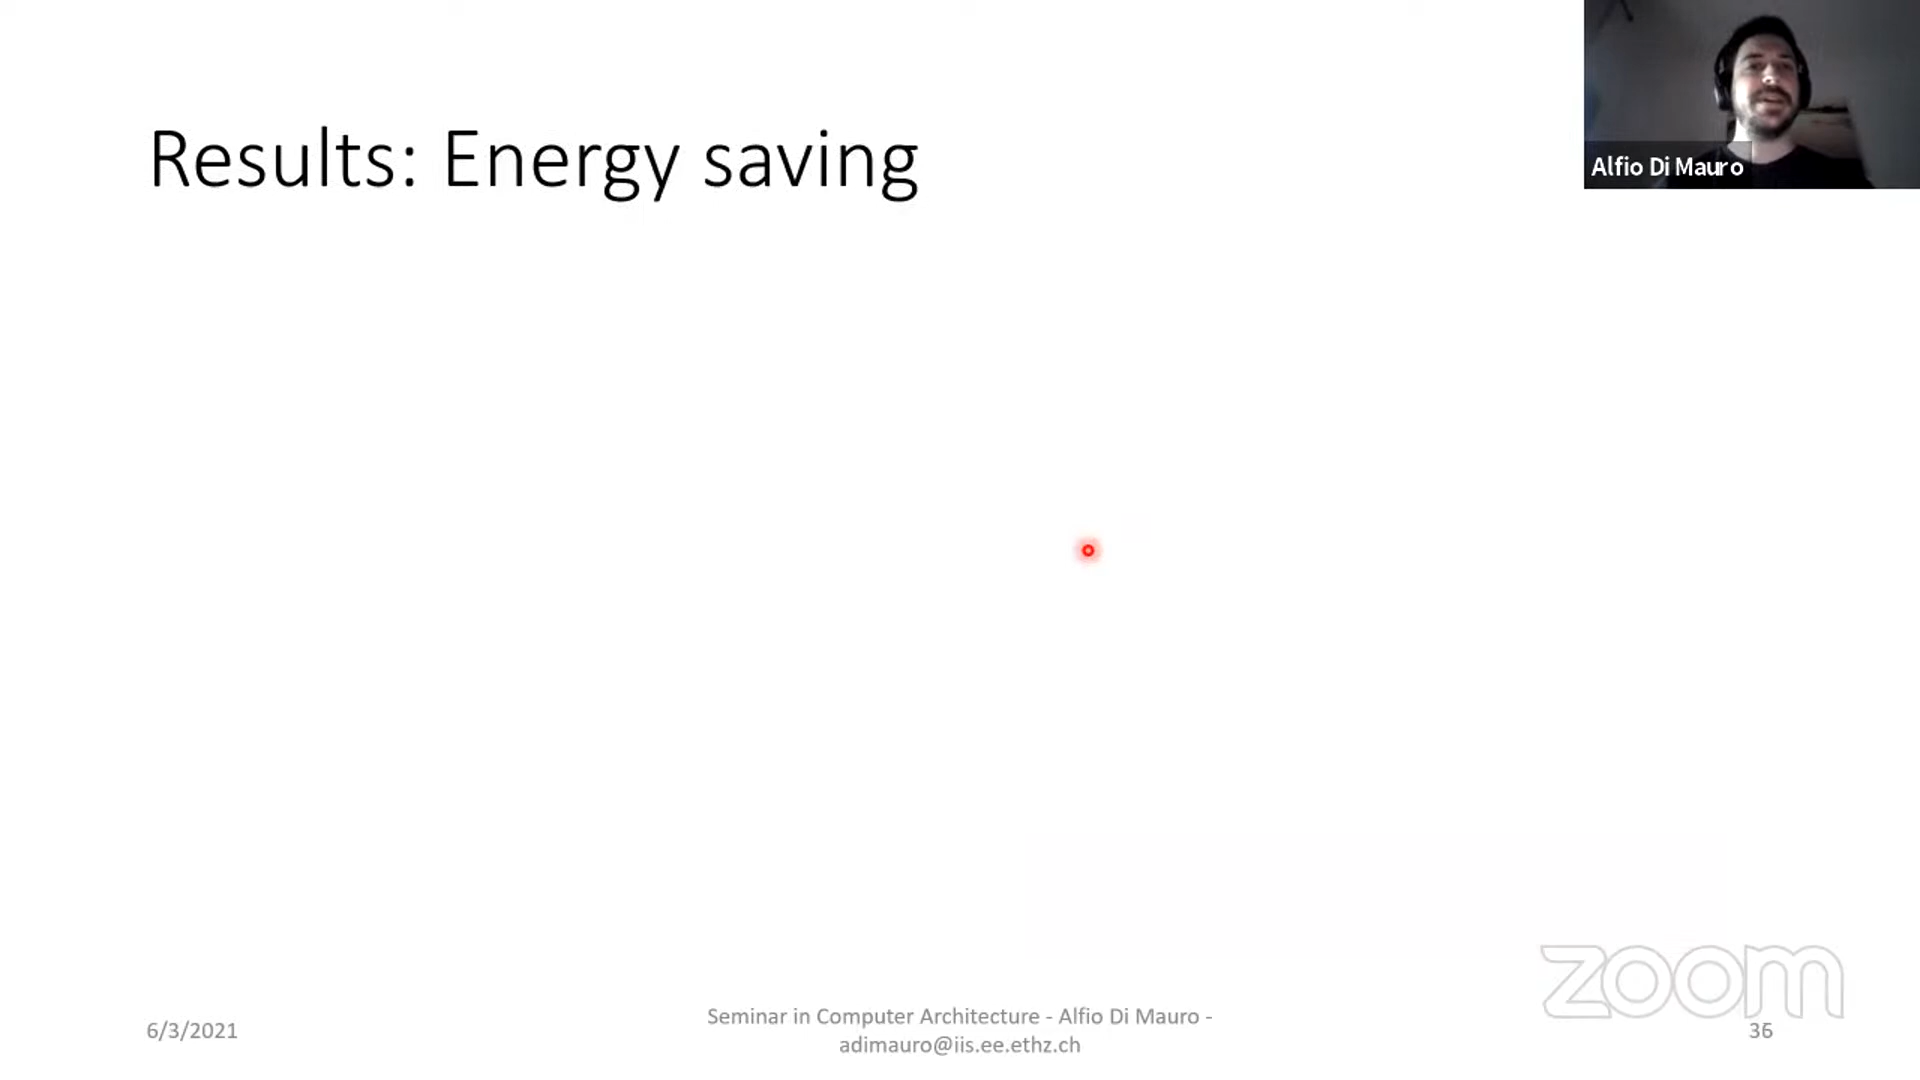 Results: Energy saving
Alfio Di Mauro
zoom
6/3/2021
Seminar in Computer Architecture - Alfio Di Mauro -
adimauro@iis.ee.ethz.ch
36